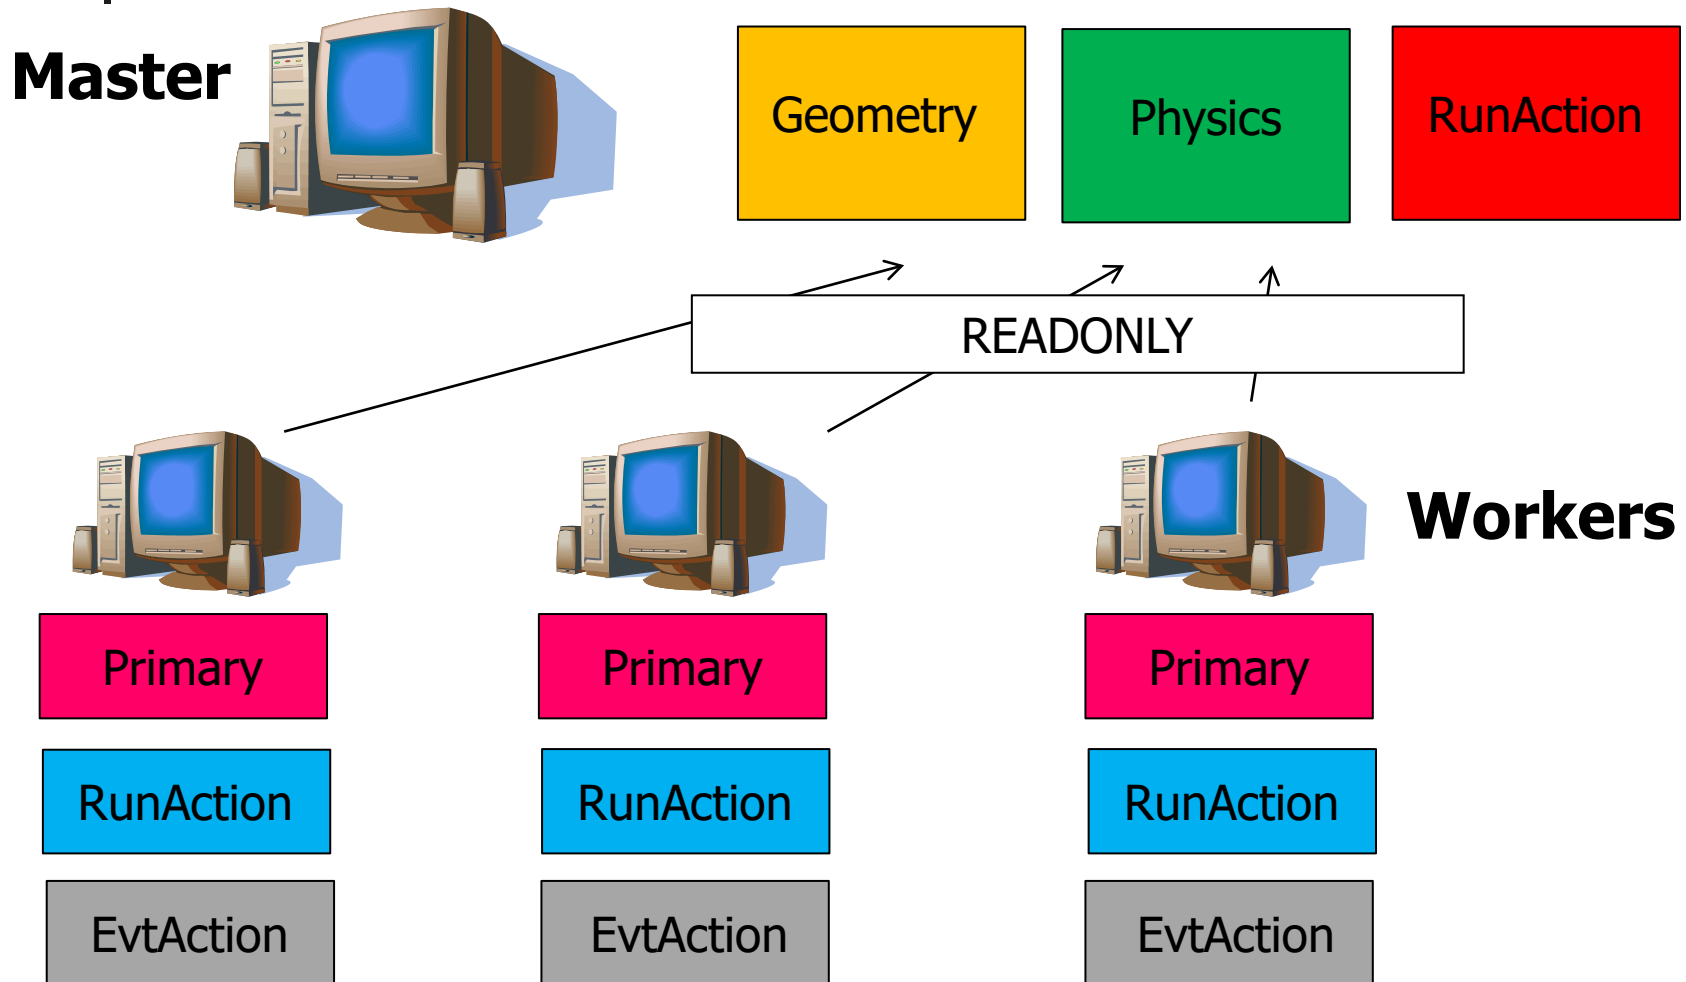 Master
Geometry
Physics
RunAction
READONLY
Workers
Primary
Primary
Primary
RunAction
RunAction
RunAction
EvtAction
EvtAction
EvtAction